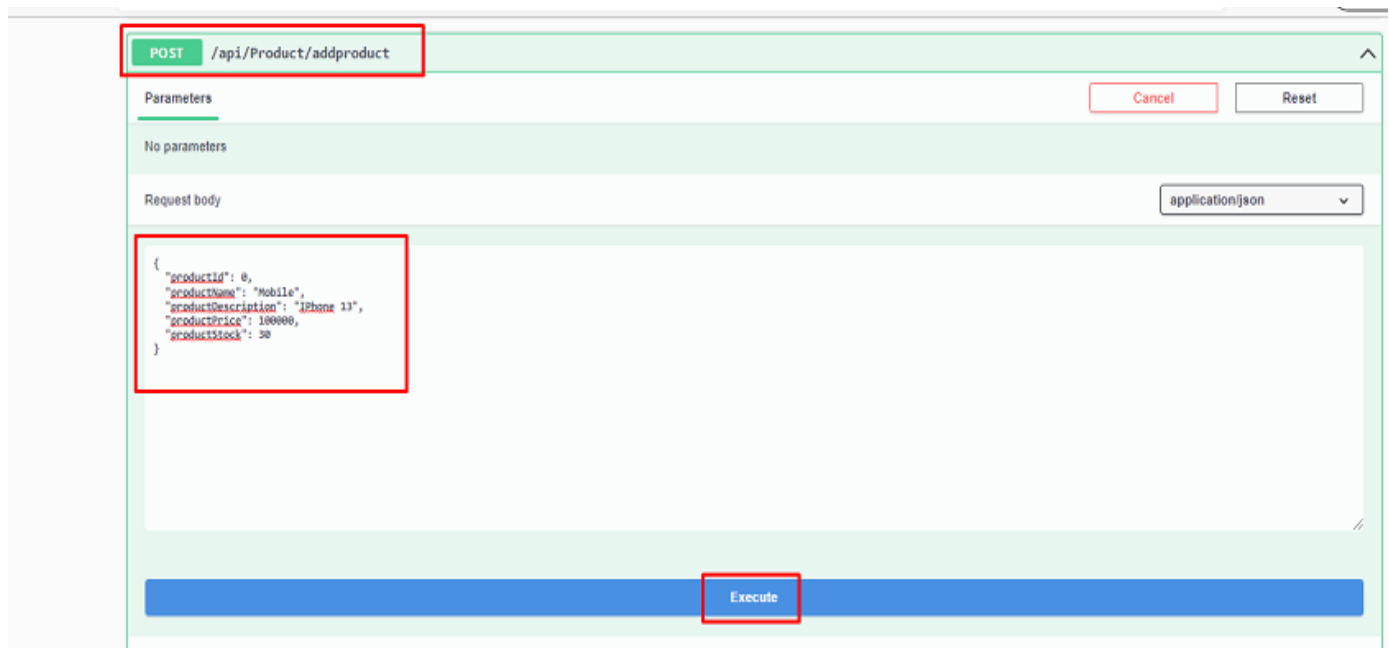 POST /api/Product/addproduct
Parameters
Cancel
Reset
No parameters
Request body
application/json
{
"productId": 0,
"productName": "Mobile",
"productDescription": "IPhone 13",
"productPrice": 100000,
"productStock": 30
}
Execute